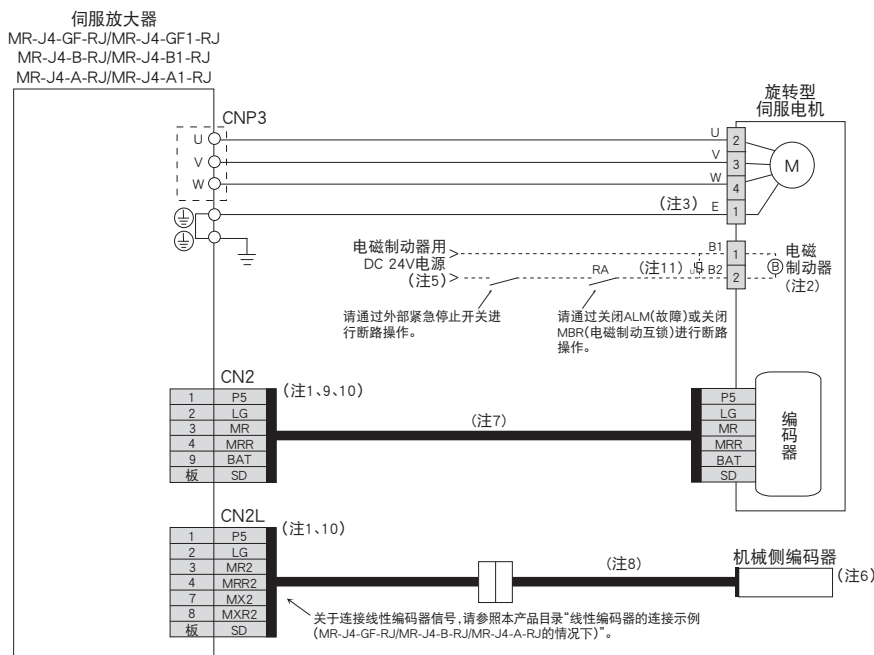 伺服放大器
MR-J4-GF-RJ/MR-J4-GF1-RJ
MR-J4-B-RJ/MR-J4-B1-RJ
MR-J4-A-RJ/MR-J4-A1-RJ
旋转型
伺服电机
CNP3
U
V
W
U
V
W
(注3) E
2
3
4
1
M
电磁制动器用
DC 24V电源
(注5)
RA
(注11)
U
B1
B2
1
2
B
电磁
制动器
(注2)
请通过外部紧急停止开关进
行断路操作。
请通过关闭ALM(故障)或关闭
MBR(电磁制动互锁)进行断路
操作。
CN2
(注1、9、10)
1 P5
2 LG
3 MR
4 MRR
9 BAT
板 SD
(注7)
P5
LG
MR
MRR
BAT
SD
编码器
CN2L
(注1、10)
1 P5
2 LG
3 MR2
4 MRR2
7 MX2
8 MXR2
板 SD
(注8)
机械侧编码器
(注6)
关于连接线性编码器信号,请参照本产品目录“线性编码器的连接示例
(MR-J4-GF-RJ/MR-J4-B-RJ/MR-J4-A-RJ的情况下)”。